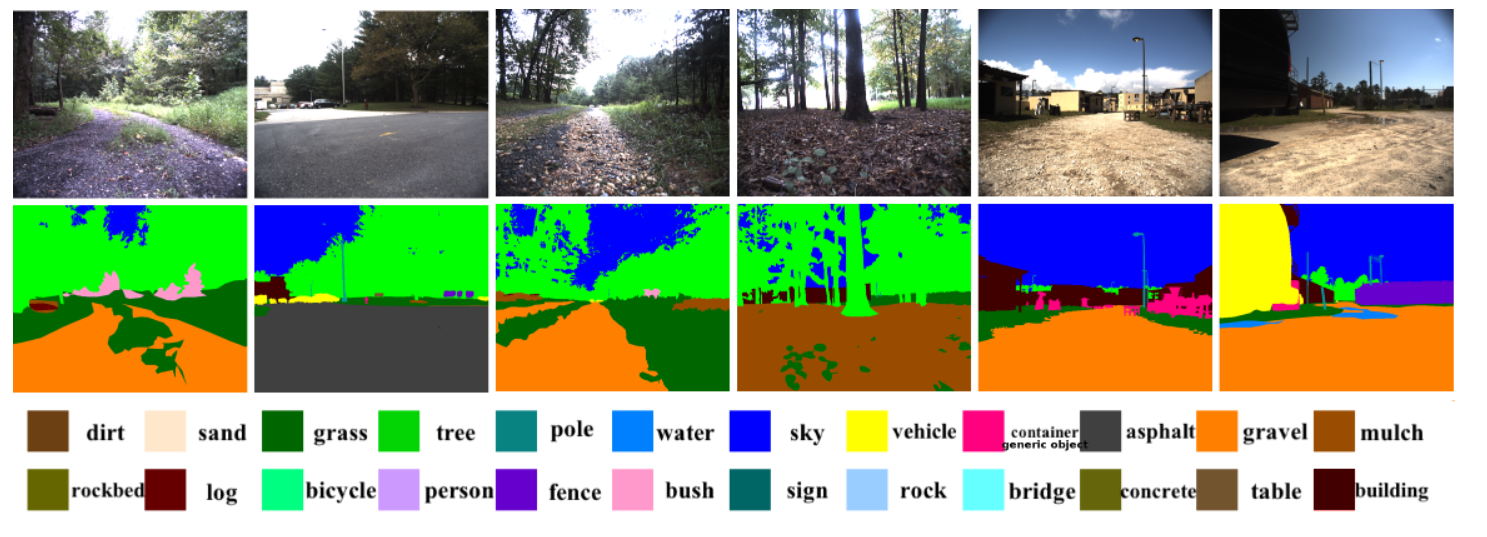 dirt sand grass tree pole water sky vehicle container generic object asphalt gravel mulch
rockbed log bicycle person fence bush sign rock bridge concrete table building